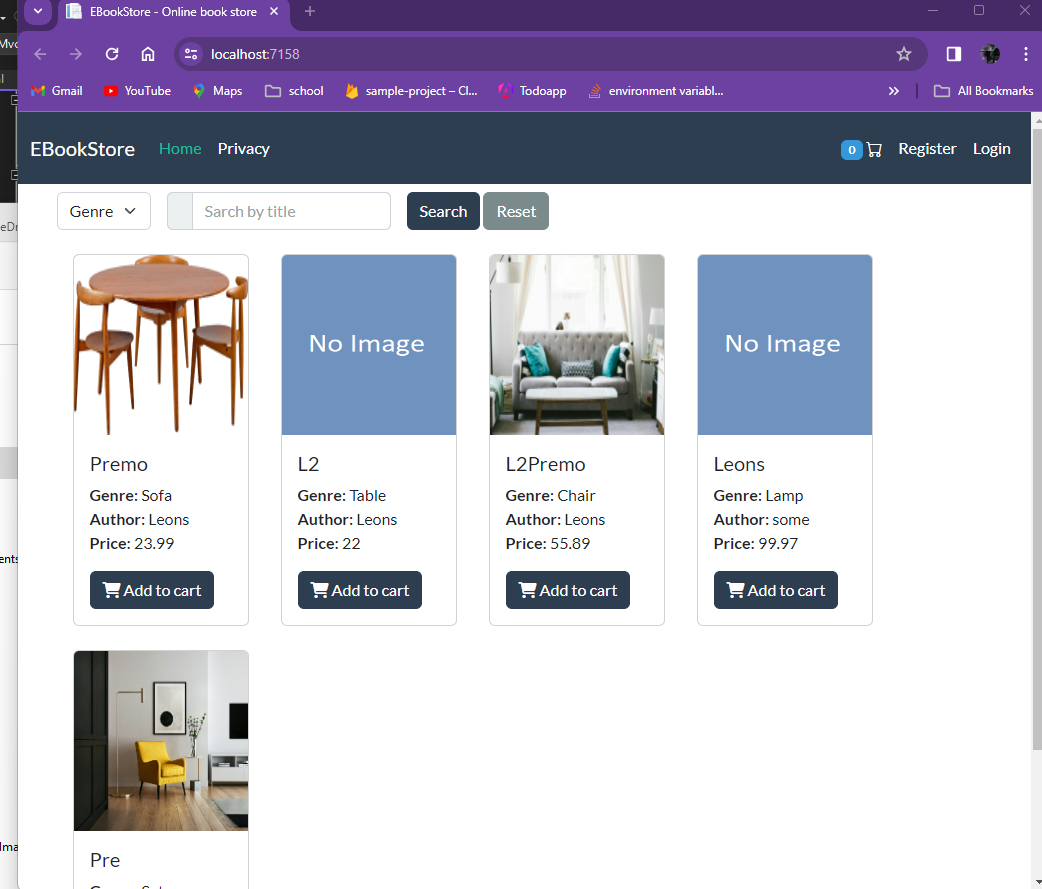 EBookStore - Online book store
localhost:7158
Gmail YouTube Maps school sample-project – Cl... Todoapp environment variabl... » All Bookmarks
EBookStore Home Privacy 0 Register Login
Genre Sarch by title Search Reset
No Image
No Image
Premo
Genre: Sofa
Author: Leons
Price: 23.99
Add to cart
L2
Genre: Table
Author: Leons
Price: 22
Add to cart
L2Premo
Genre: Chair
Author: Leons
Price: 55.89
Add to cart
Leons
Genre: Lamp
Author: some
Price: 99.97
Add to cart
Pre